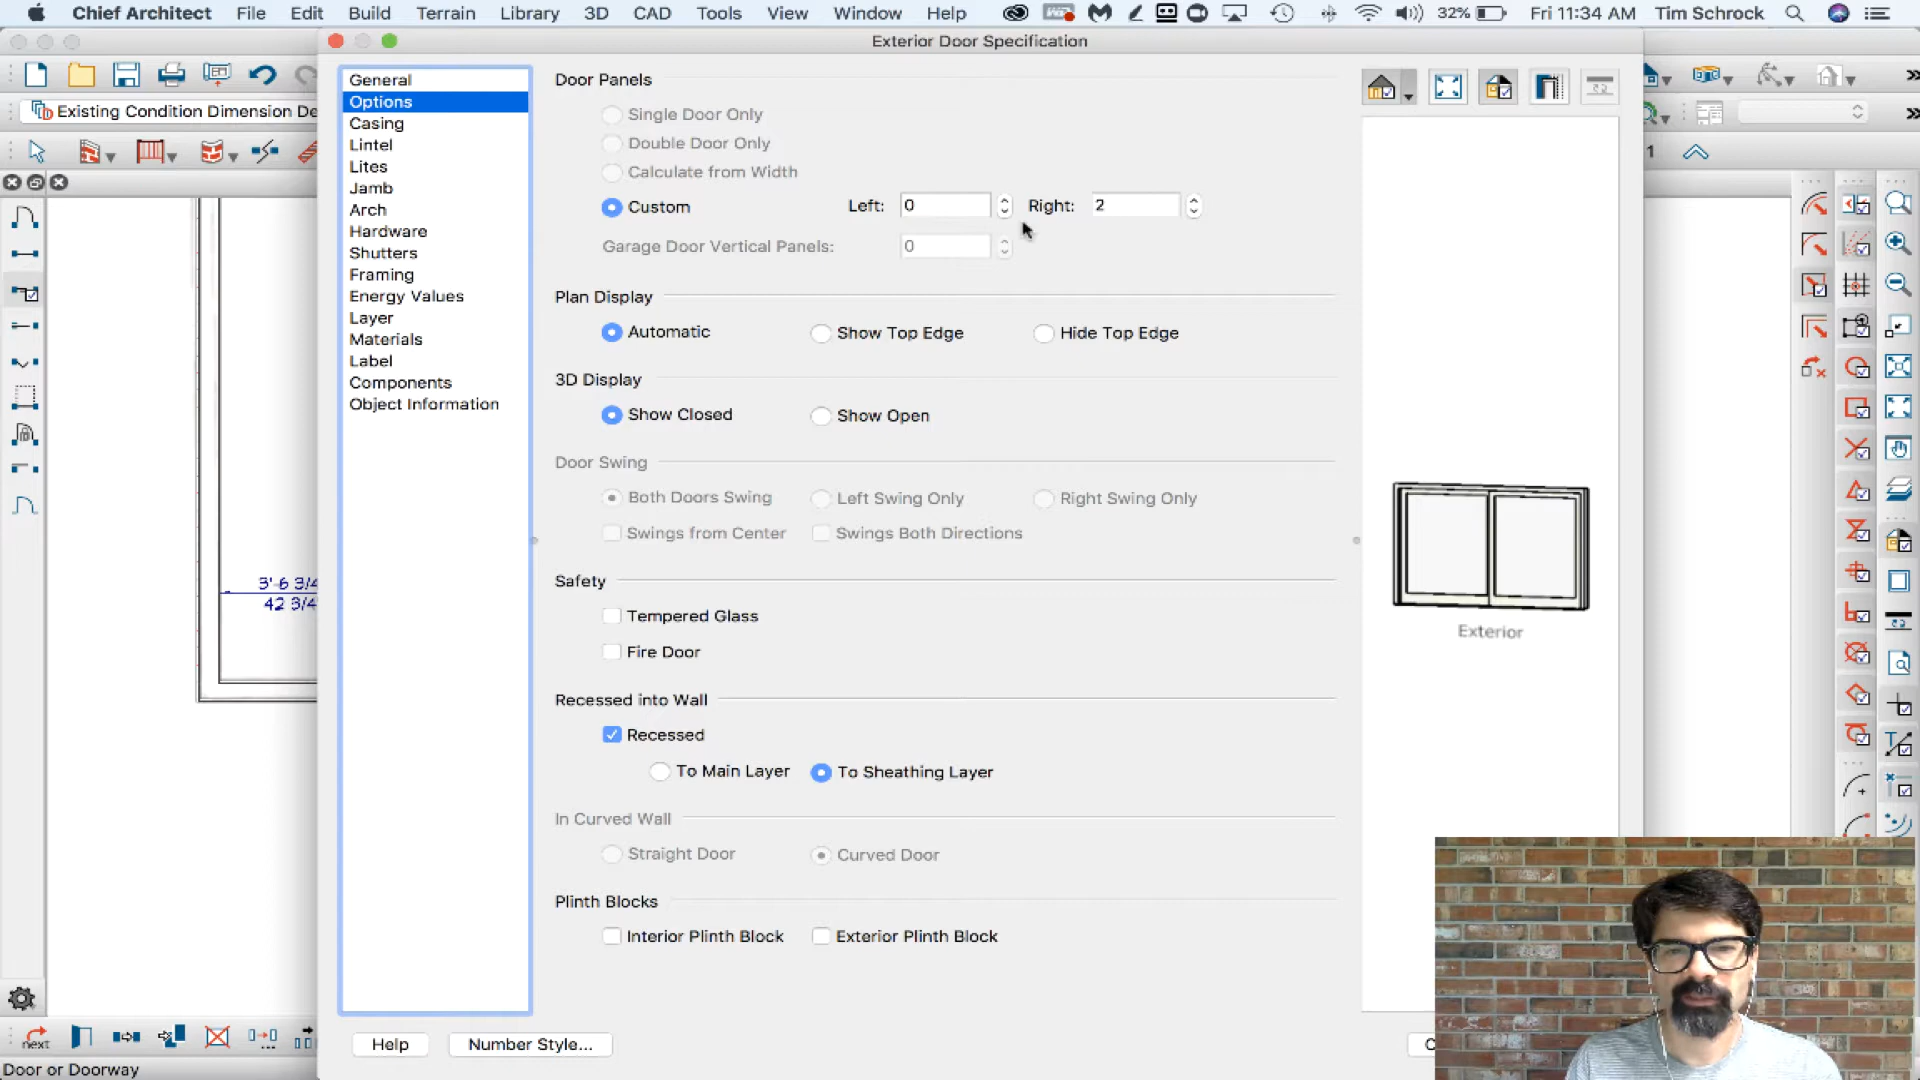 Chief Architect File Edit Build Terrain Library 3D CAD Tools View Window Help 32% Fri 11:34 AM Tim Schrock
Exterior Door Specification
Existing Condition Dimension De
General
Options
Casing
Lintel
Lites
Jamb
Arch
Hardware
Shutters
Framing
Energy Values
Layer
Materials
Label
Components
Object Information
Door Panels
Single Door Only
Double Door Only
Calculate from Width
Custom Left: 0 Right: 2
Garage Door Vertical Panels: 0
Plan Display
Automatic Show Top Edge Hide Top Edge
3D Display
Show Closed Show Open
Door Swing
Both Doors Swing Left Swing Only Right Swing Only
Swings from Center Swings Both Directions
Safety
Tempered Glass
Fire Door
Recessed into Wall
Recessed
To Main Layer To Sheathing Layer
In Curved Wall
Straight Door Curved Door
Plinth Blocks
Interior Plinth Block Exterior Plinth Block
Exterior
1
3'-6 3/4
42 3/4
Help Number Style...
next
Door or Doorway